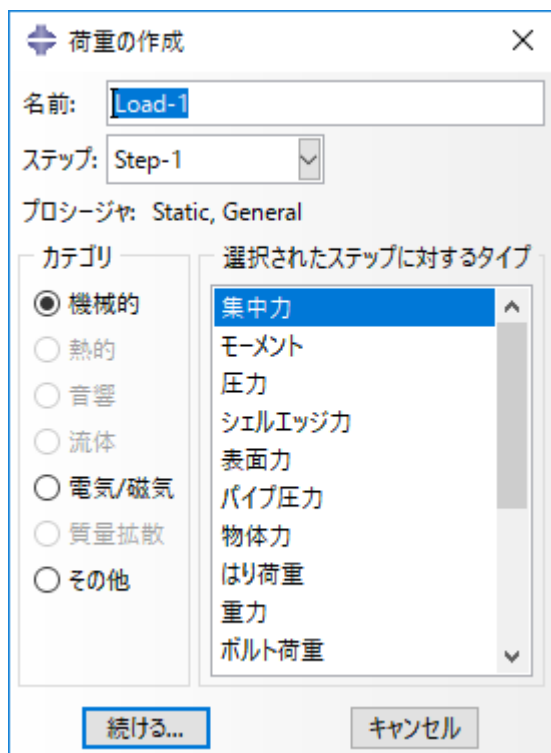 荷重の作成
名前: Load-1
ステップ: Step-1
プロシージャ: Static, General
カテゴリ
機械的
熱的
音響
流体
電気/磁気
質量拡散
その他
選択されたステップに対するタイプ
集中力
モーメント
圧力
シェルエッジ力
表面力
パイプ圧力
物体力
はり荷重
重力
ボルト荷重
続ける...
キャンセル